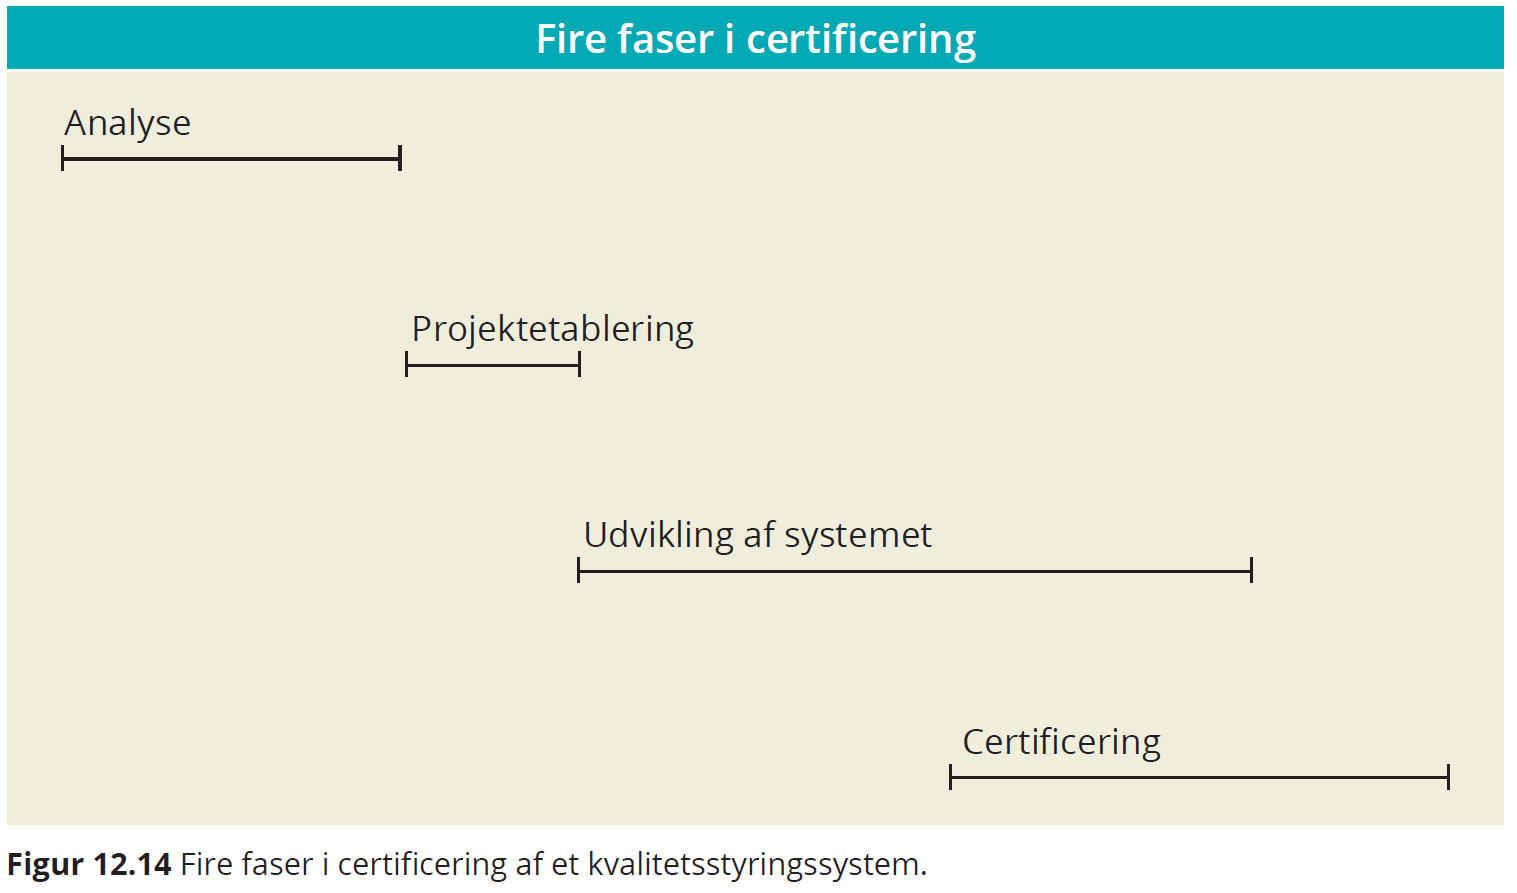 Fire faser i certificering
Analyse
Projektetablering
Udvikling af systemet
Certificering
Figur 12.14 Fire faser i certificering af et kvalitetsstyringssystem.